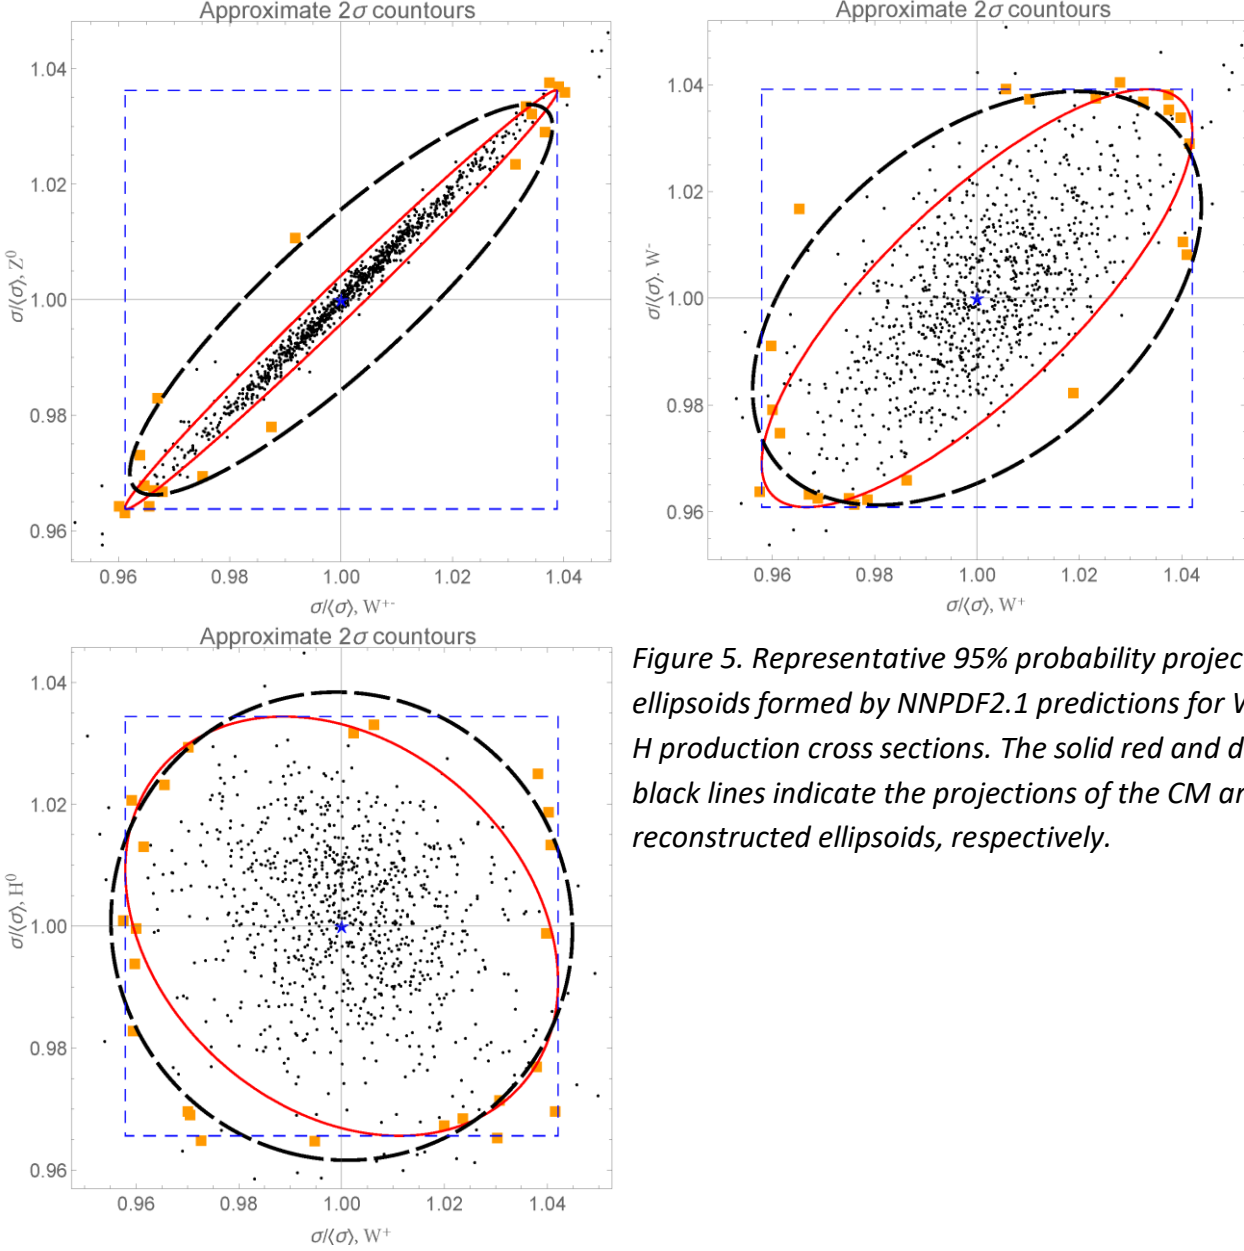 Approximate 2σ countours
1.04
1.02
1.00
0.98
0.96
σ/⟨σ⟩, Z⁰
0.96 0.98 1.00 1.02 1.04
σ/⟨σ⟩, W⁺⁻
Approximate 2σ countours
1.04
1.02
1.00
0.98
0.96
σ/⟨σ⟩, W⁻
0.96 0.98 1.00 1.02 1.04
σ/⟨σ⟩, W⁺
Approximate 2σ countours
1.04
1.02
1.00
0.98
0.96
σ/⟨σ⟩, H⁰
0.96 0.98 1.00 1.02 1.04
σ/⟨σ⟩, W⁺
Figure 5. Representative 95% probability projec
ellipsoids formed by NNPDF2.1 predictions for
H production cross sections. The solid red and d
black lines indicate the projections of the CM
reconstructed ellipsoids, respectively.